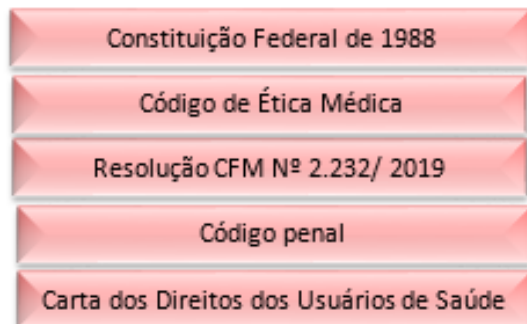 Constituição Federal de 1988
Código de Ética Médica
Resolução CFM Nº 2.232/ 2019
Código penal
Carta dos Direitos dos Usuários de Saúde